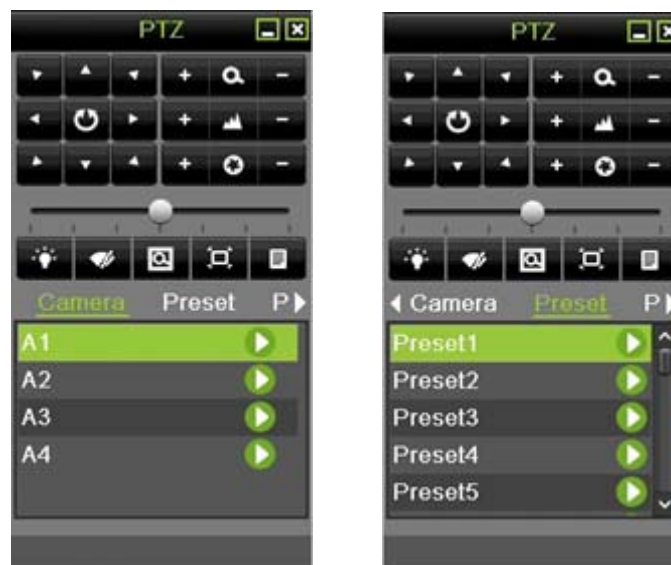 PTZ
Camera Preset P
A1
A2
A3
A4
PTZ
Camera Preset P
Preset1
Preset2
Preset3
Preset4
Preset5